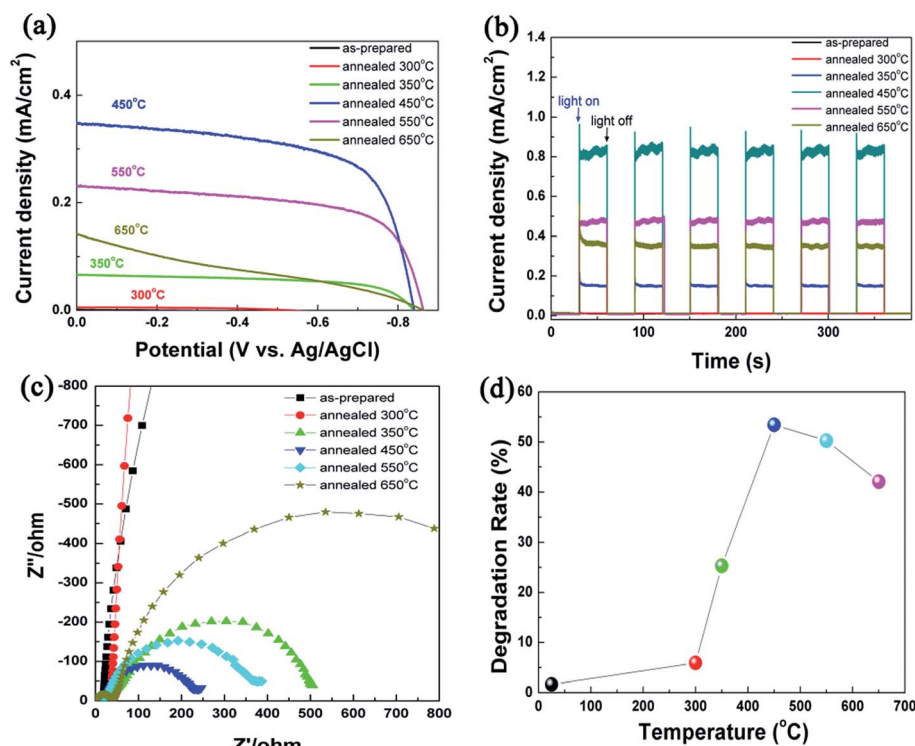 (a)
as-prepared
annealed 300°C
annealed 350°C
annealed 450°C
annealed 550°C
annealed 650°C
450°C
550°C
650°C
350°C
300°C
0.4
0.2
0.0
0.0
-0.2
-0.4
-0.6
-0.8
Current density (mA/cm²)
Potential (V vs. Ag/AgCl)
(b)
as-prepared
annealed 300°C
annealed 350°C
annealed 450°C
annealed 550°C
annealed 650°C
light on
light off
1.4
1.2
1.0
0.8
0.6
0.4
0.2
0.0
0
100
200
300
Current density (mA/cm²)
Time (s)
(c)
as-prepared
annealed 300°C
annealed 350°C
annealed 450°C
annealed 550°C
annealed 650°C
-800
-700
-600
-500
-400
-300
-200
-100
0
0
100
200
300
400
500
600
700
800
Z''/ohm
Z'/ohm
(d)
60
50
40
30
20
10
0
0
100
200
300
400
500
600
700
Degradation Rate (%)
Temperature (°C)